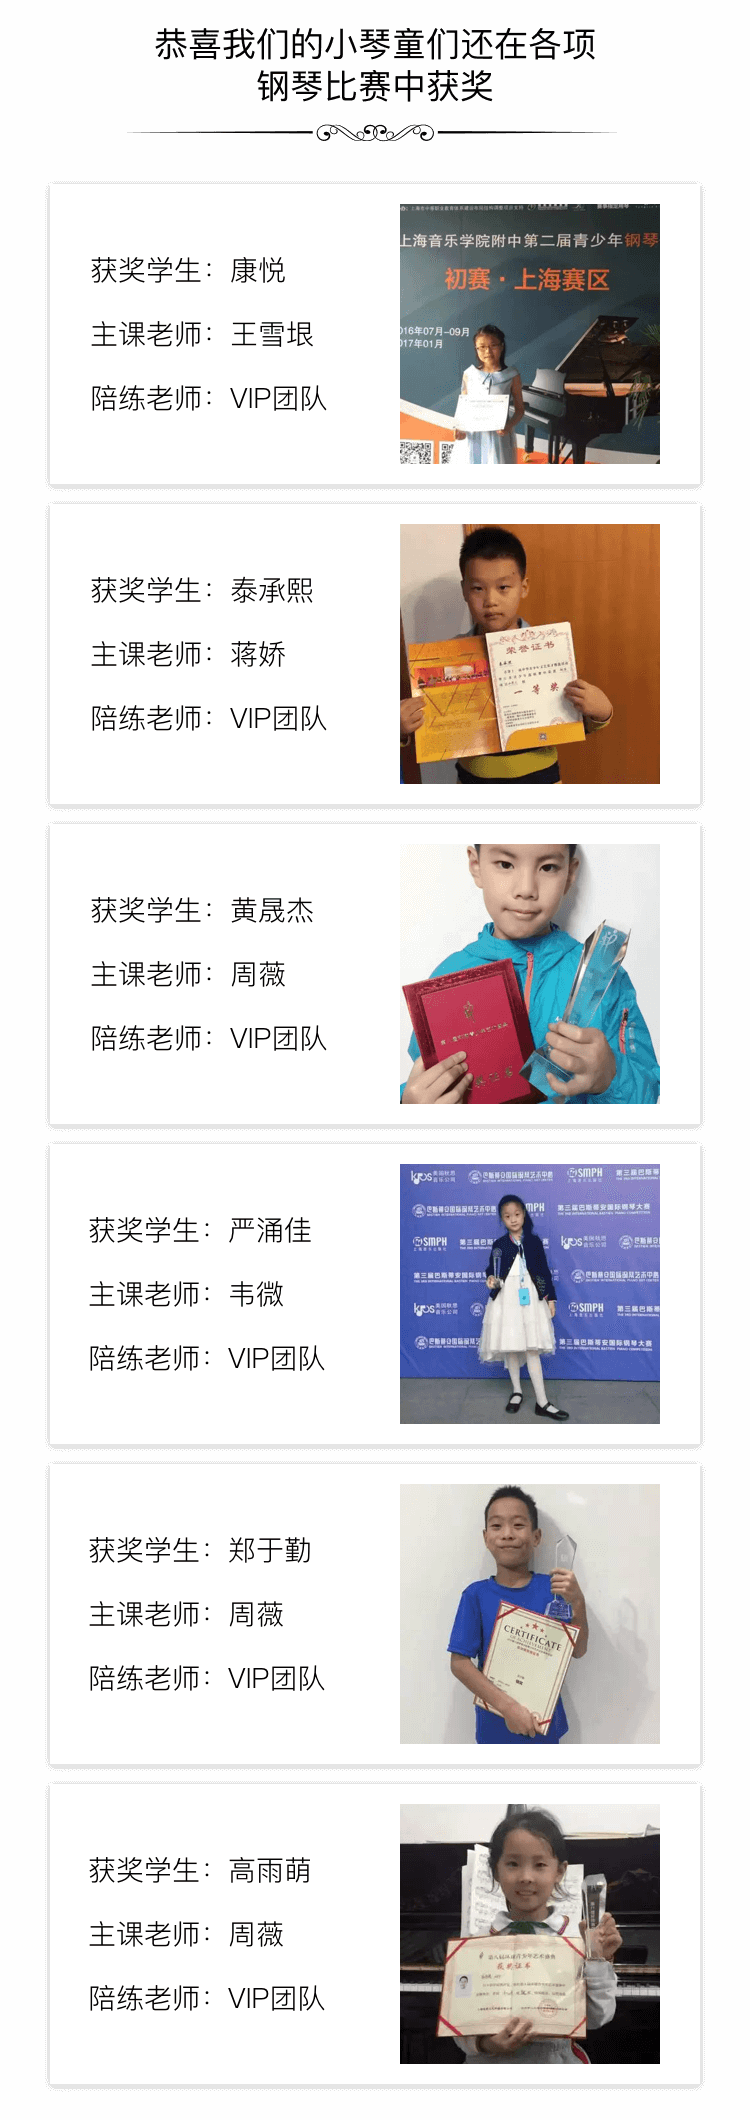 恭喜我们的小琴童们还在各项
钢琴比赛中获奖
获奖学生：康悦
主课老师：王雪垠
陪练老师：VIP团队
上海音乐学院附中第二届青少年钢琴
初赛·上海赛区
016年07月-09月
2017年01月
获奖学生：泰承熙
主课老师：蒋娇
陪练老师：VIP团队
荣誉证书
一等奖
获奖学生：黄晟杰
主课老师：周薇
陪练老师：VIP团队
获奖学生：严涌佳
主课老师：韦微
陪练老师：VIP团队
SMPH
第三届巴斯蒂安国际钢琴大赛
获奖学生：郑于勤
主课老师：周薇
陪练老师：VIP团队
CERTIFICATE
获奖学生：高雨萌
主课老师：周薇
陪练老师：VIP团队
获奖证书